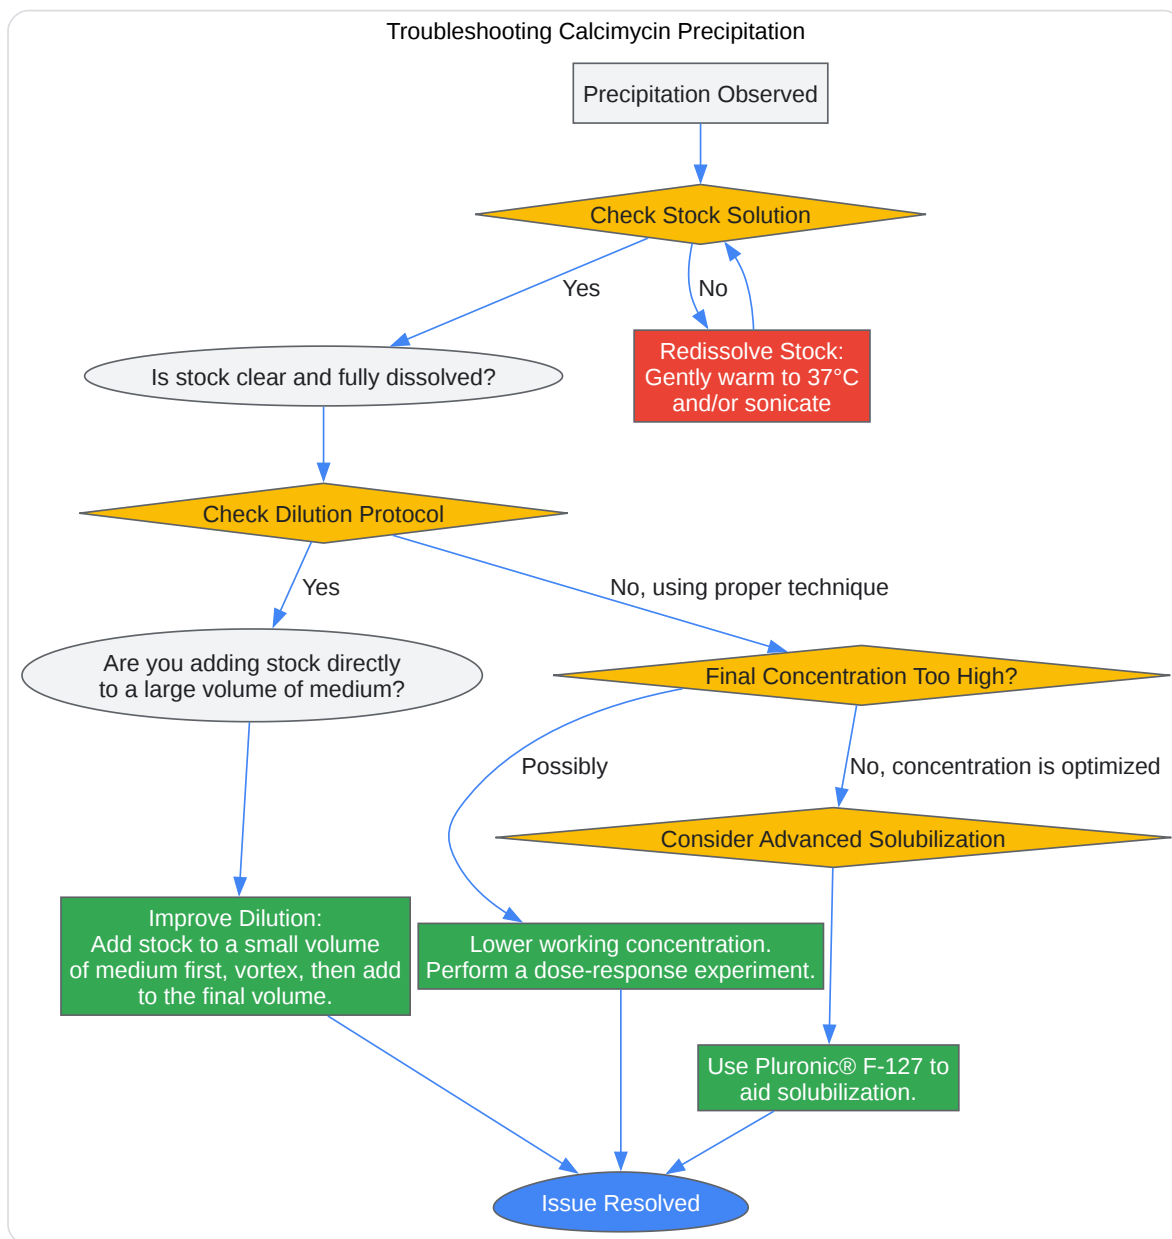 Troubleshooting Calcimycin Precipitation
Precipitation Observed
Check Stock Solution
Yes
No
Redissolve Stock:
Gently warm to 37°C
and/or sonicate
Is stock clear and fully dissolved?
Check Dilution Protocol
Yes
No, using proper technique
Are you adding stock directly
to a large volume of medium?
Final Concentration Too High?
Possibly
No, concentration is optimized
Consider Advanced Solubilization
Improve Dilution:
Add stock to a small volume
of medium first, vortex, then add
to the final volume.
Lower working concentration.
Perform a dose-response experiment.
Use Pluronic® F-127 to
aid solubilization.
Issue Resolved